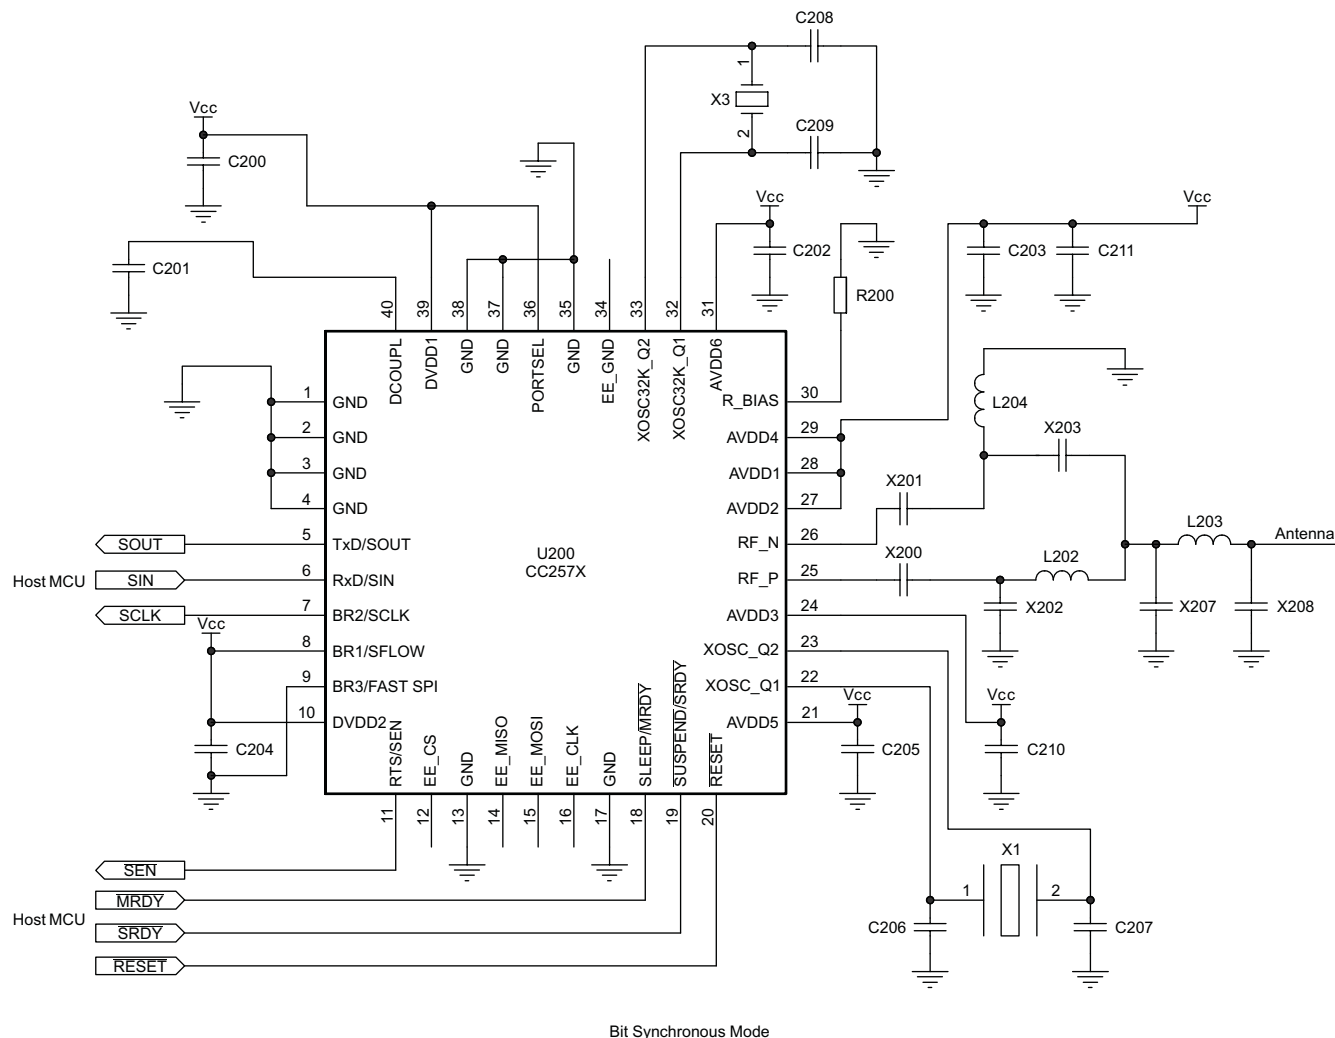 C208
1
X3
2
C209
Vcc
C200
Vcc
C202
Vcc
C203
C211
C201
R200
40
39
38
37
36
35
34
33
32
31
DCOUPL
DVDD1
GND
GND
PORTSEL
GND
EE_GND
XOSC32K_Q2
XOSC32K_Q1
AVDD6
1
GND
2
GND
3
GND
4
GND
5
TxD/SOUT
6
RxD/SIN
7
BR2/SCLK
8
BR1/SFLOW
9
BR3/FAST SPI
10
DVDD2
SOUT
Host MCU
SIN
SCLK
Vcc
C204
U200
CC257X
R_BIAS
30
AVDD4
29
AVDD1
28
AVDD2
27
RF_N
26
RF_P
25
AVDD3
24
XOSC_Q2
23
XOSC_Q1
22
AVDD5
21
L204
X203
X201
X200
L202
L203
Antenna
X202
X207
X208
Vcc
C205
Vcc
C210
RTS/SEN
EE_CS
GND
EE_MISO
EE_MOSI
EE_CLK
GND
SLEEP/MRDY
SUSPEND/SRDY
RESET
11
12
13
14
15
16
17
18
19
20
SEN
MRDY
Host MCU
SRDY
RESET
X1
1
2
C206
C207
Bit Synchronous Mode